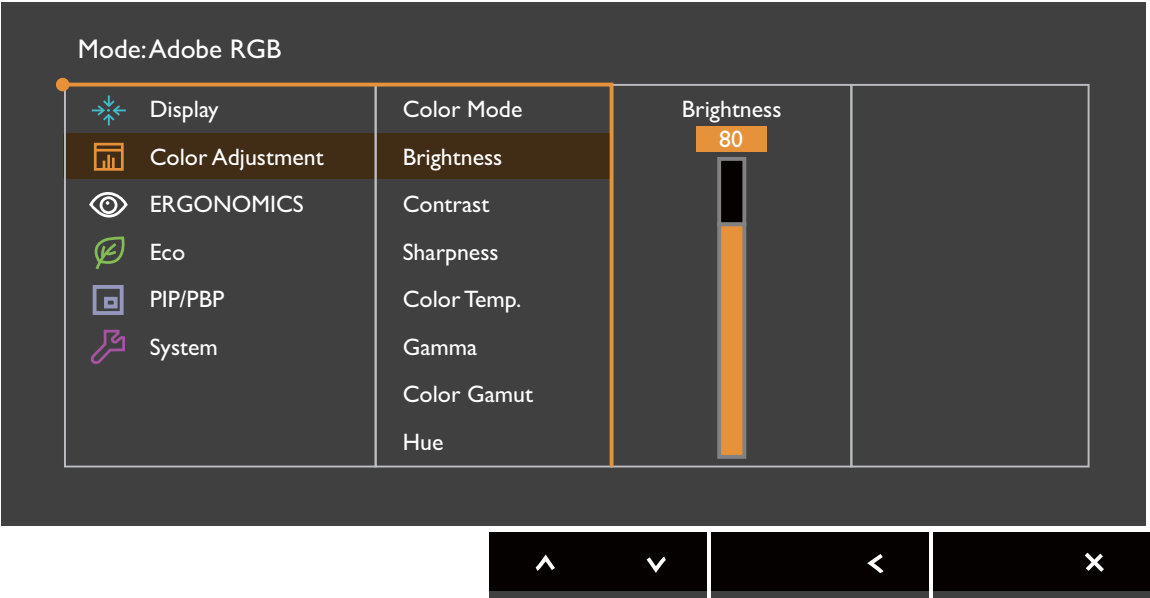 Mode: Adobe RGB
Display
Color Adjustment
ERGONOMICS
Eco
PIP/PBP
System
Color Mode
Brightness
Contrast
Sharpness
Color Temp.
Gamma
Color Gamut
Hue
Brightness
80